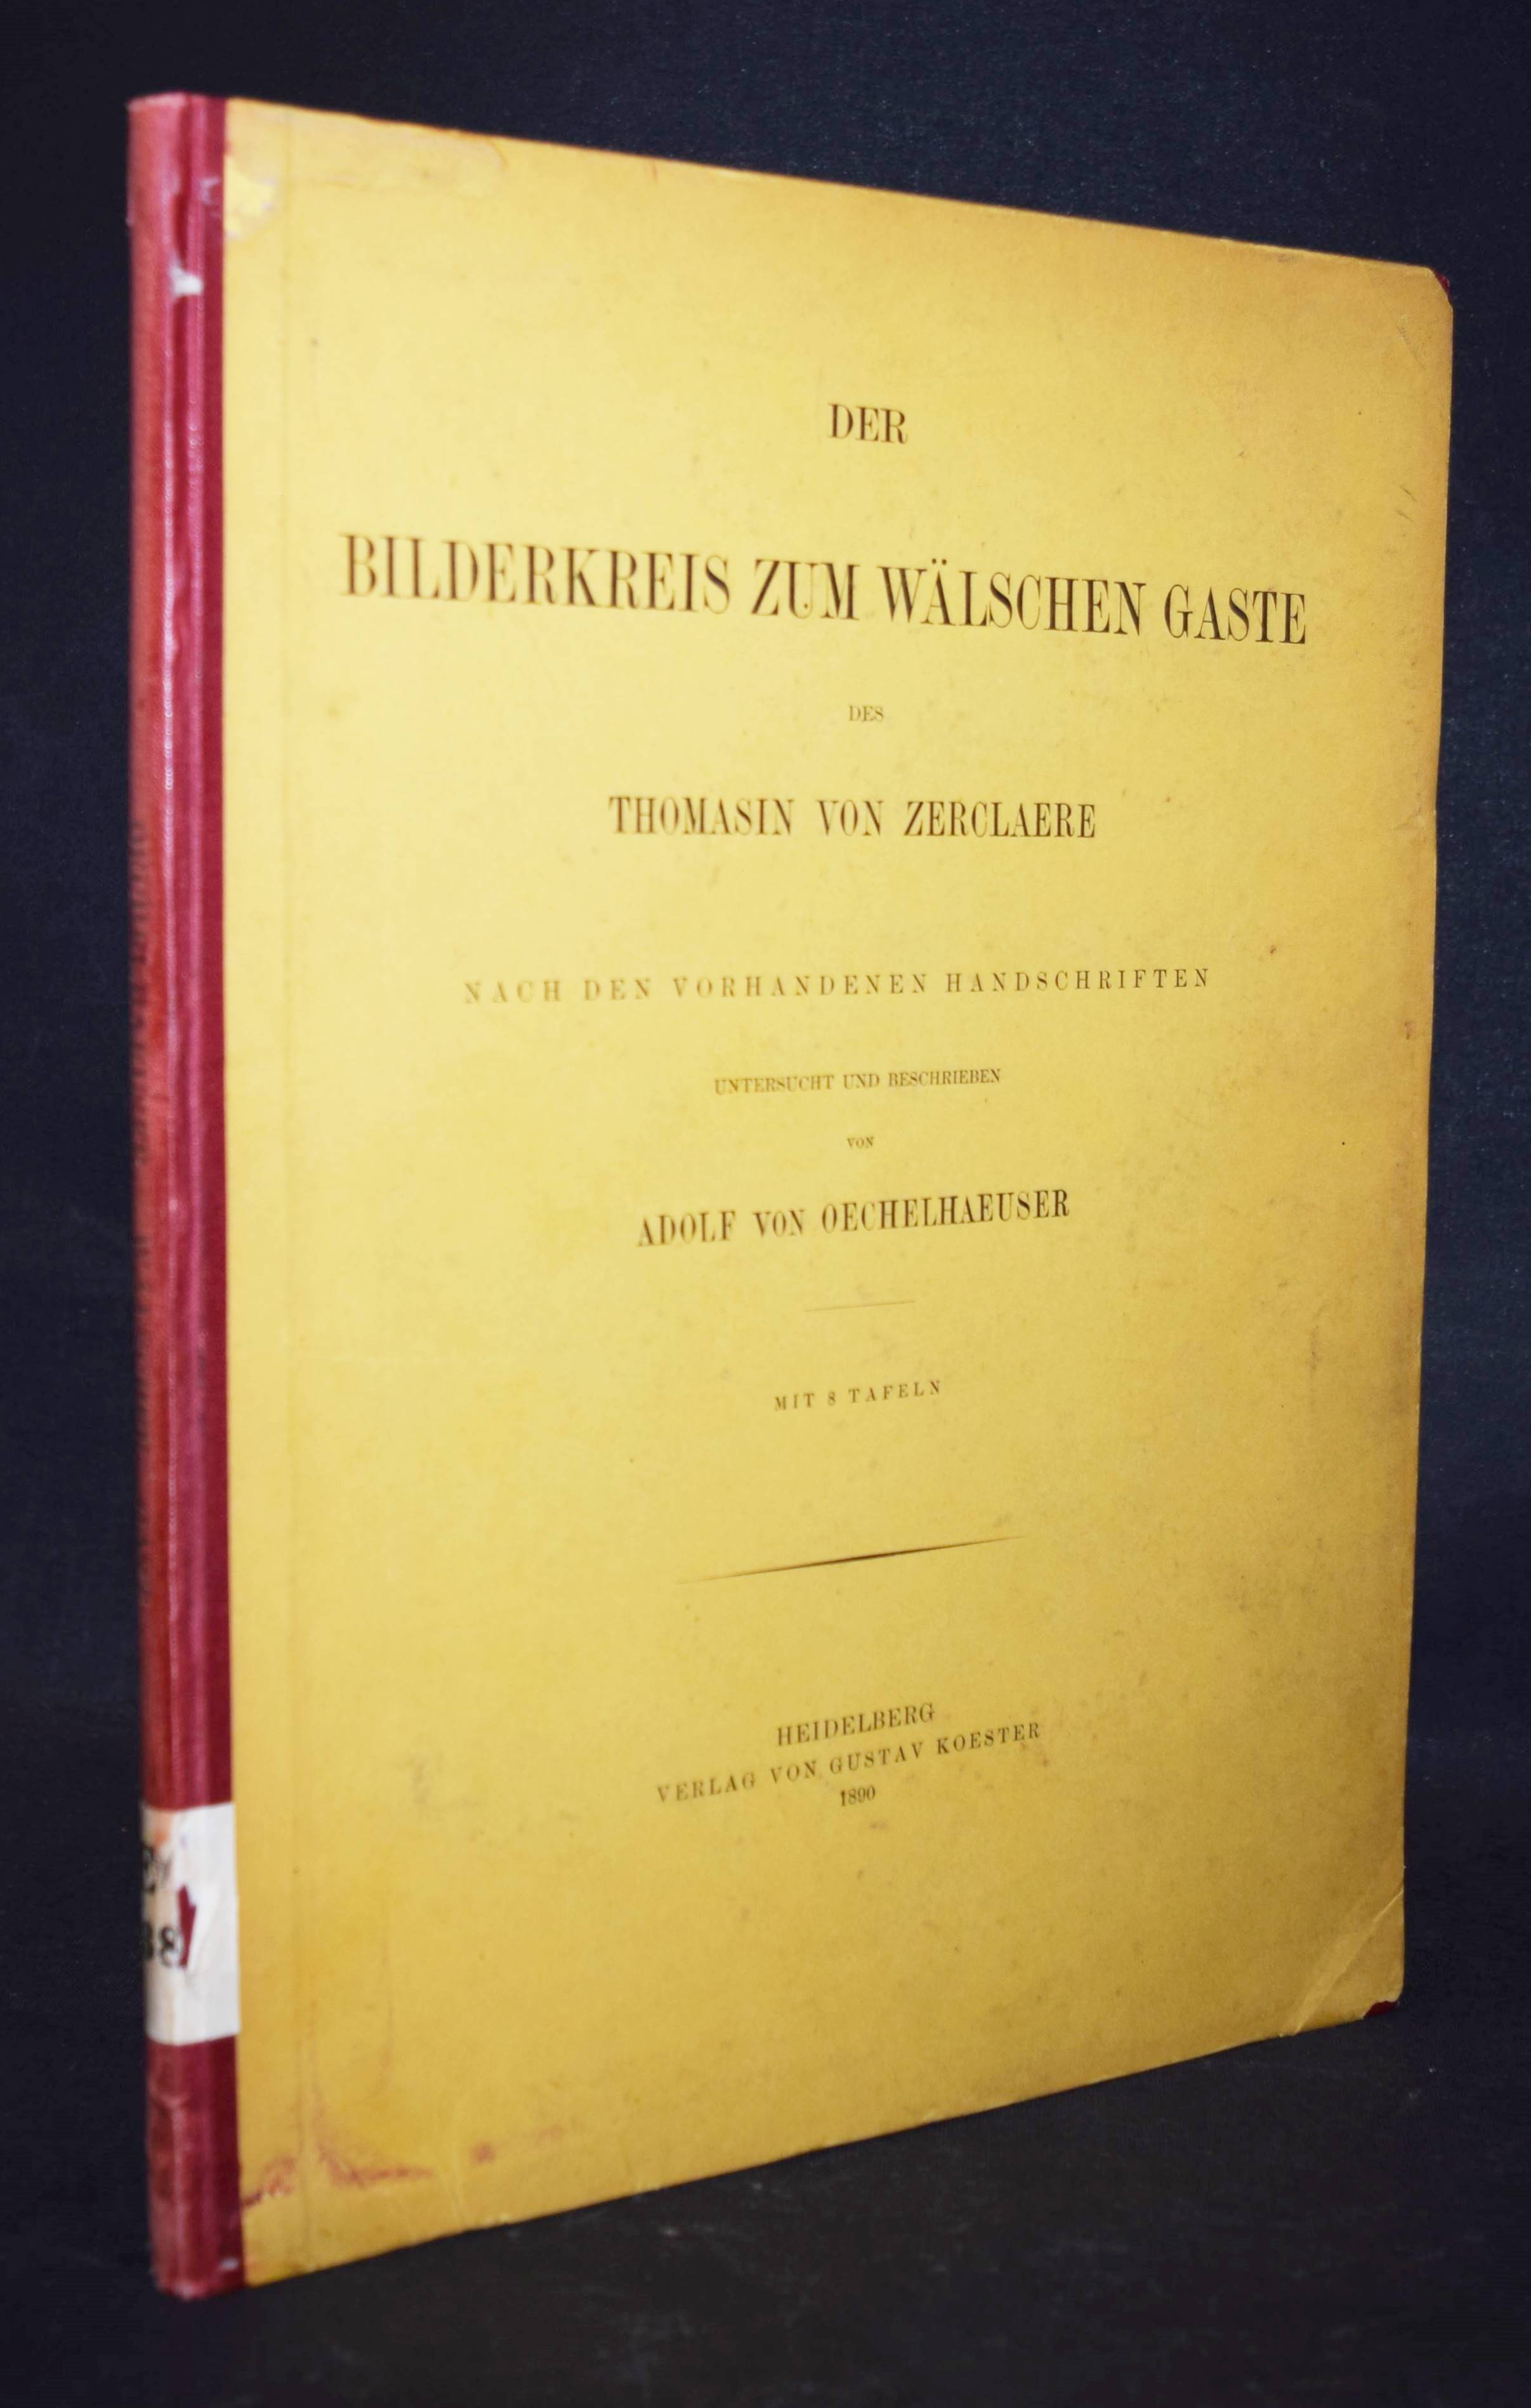 DER
BILDERKREIS ZUM WÄLSCHEN GASTE
DES
THOMASIN VON ZERCLAERE
NACH DEN VORHANDENEN HANDSCHRIFTEN
UNTERSUCHT UND BESCHRIEBEN
VON
ADOLF VON OECHELHAEUSER
MIT 8 TAFELN
HEIDELBERG
VERLAG VON GUSTAV KOESTER
1890